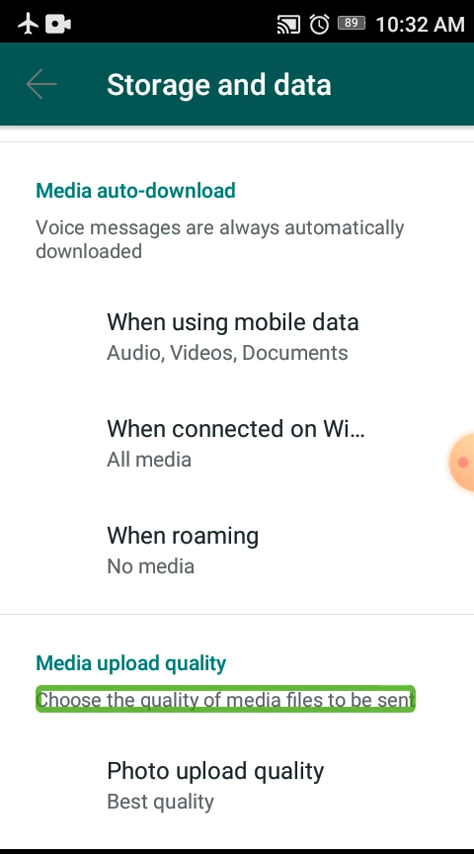 89 10:32 AM
Storage and data
Media auto-download
Voice messages are always automatically
downloaded
When using mobile data
Audio, Videos, Documents
When connected on Wi...
All media
When roaming
No media
Media upload quality
Choose the quality of media files to be sent
Photo upload quality
Best quality